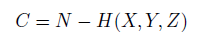 C = N − H(X, Y, Z)